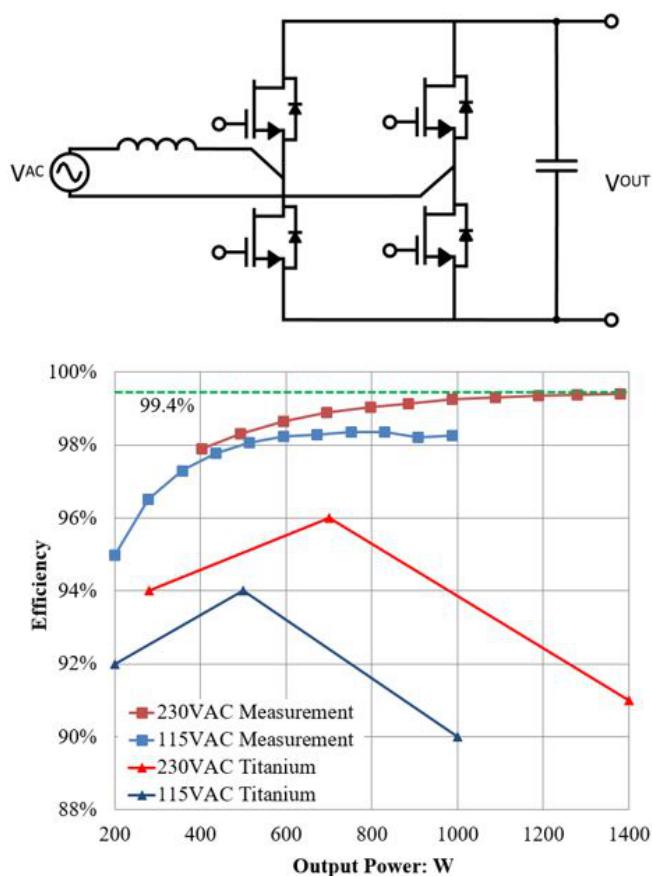 VAC
VOUT
100%
99.4%
98%
96%
94%
92%
90%
88%
Efficiency
230VAC Measurement
115VAC Measurement
230VAC Titanium
115VAC Titanium
200 400 600 800 1000 1200 1400
Output Power: W